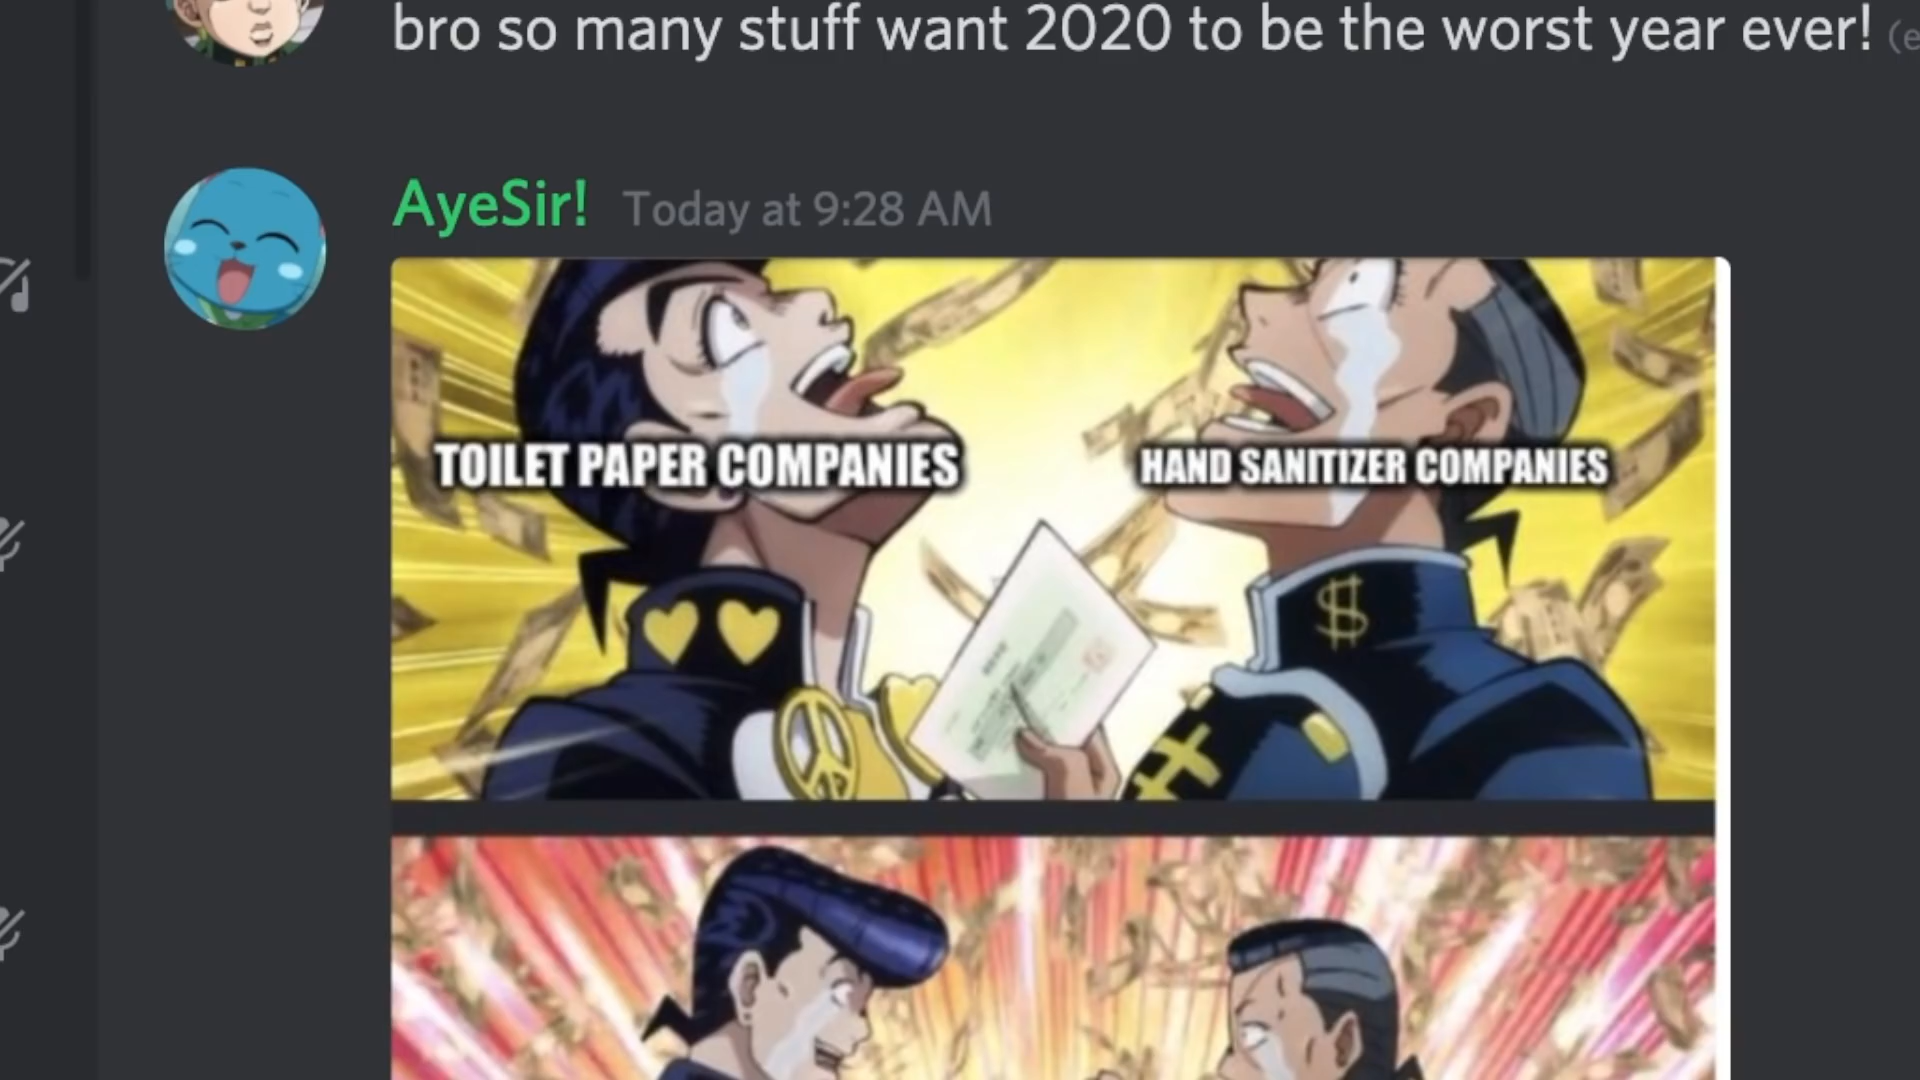 bro so many stuff want 2020 to be the worst year ever! (e
AyeSir! Today at 9:28 AM
TOILET PAPER COMPANIES
HAND SANITIZER COMPANIES
$